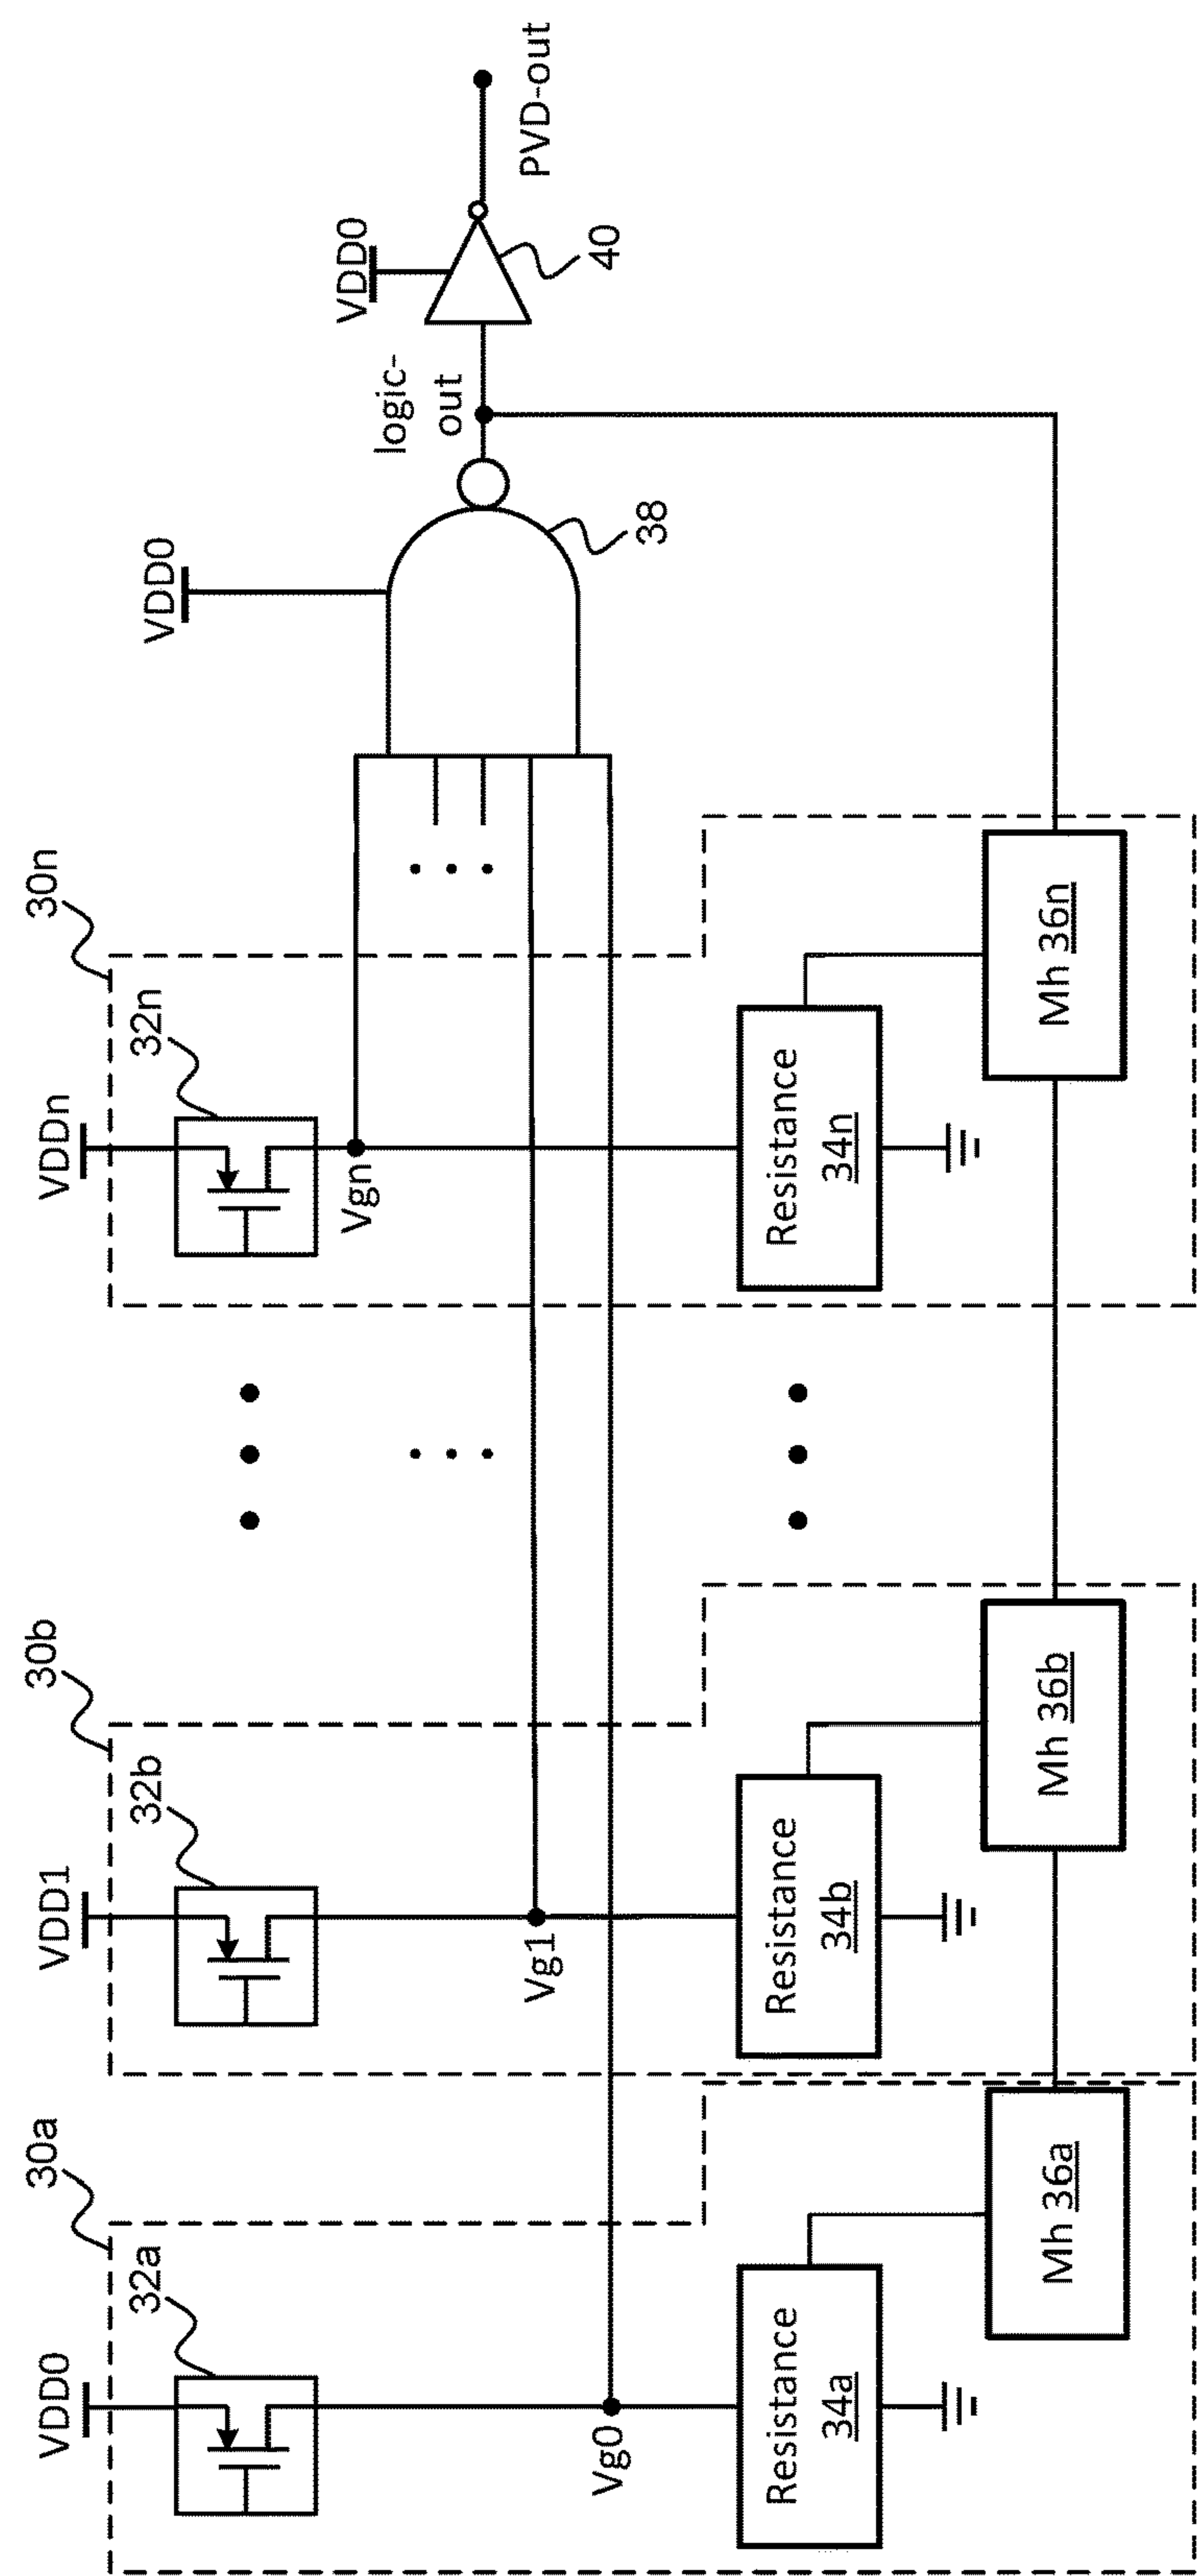 30a
30b
30n
VDD0
VDD1
VDDn
32a
32b
32n
VDD0
VDD0
Vgn
logic-
out
PVD-out
Vg1
Vg0
38
40
Resistance
34a
Resistance
34b
Resistance
34n
Mh 36a
Mh 36b
Mh 36n